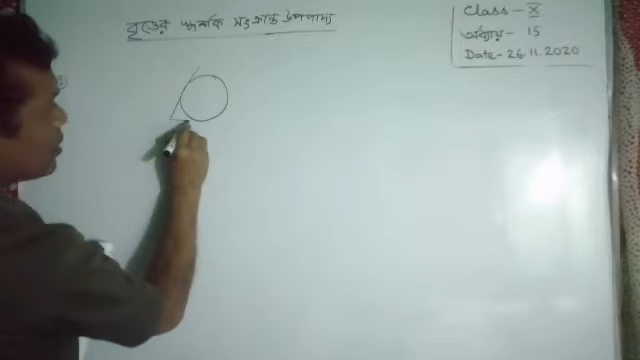 বৃত্তের স্পর্শক সংক্রান্ত উপপাদ্য
Class - X
অধ্যায় - 15
Date - 26.11.2020